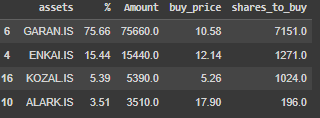 assets % Amount buy_price shares_to_buy
6 GARAN.IS 75.66 75660.0 10.58 7151.0
4 ENKAI.IS 15.44 15440.0 12.14 1271.0
16 KOZAL.IS 5.39 5390.0 5.26 1024.0
10 ALARK.IS 3.51 3510.0 17.90 196.0